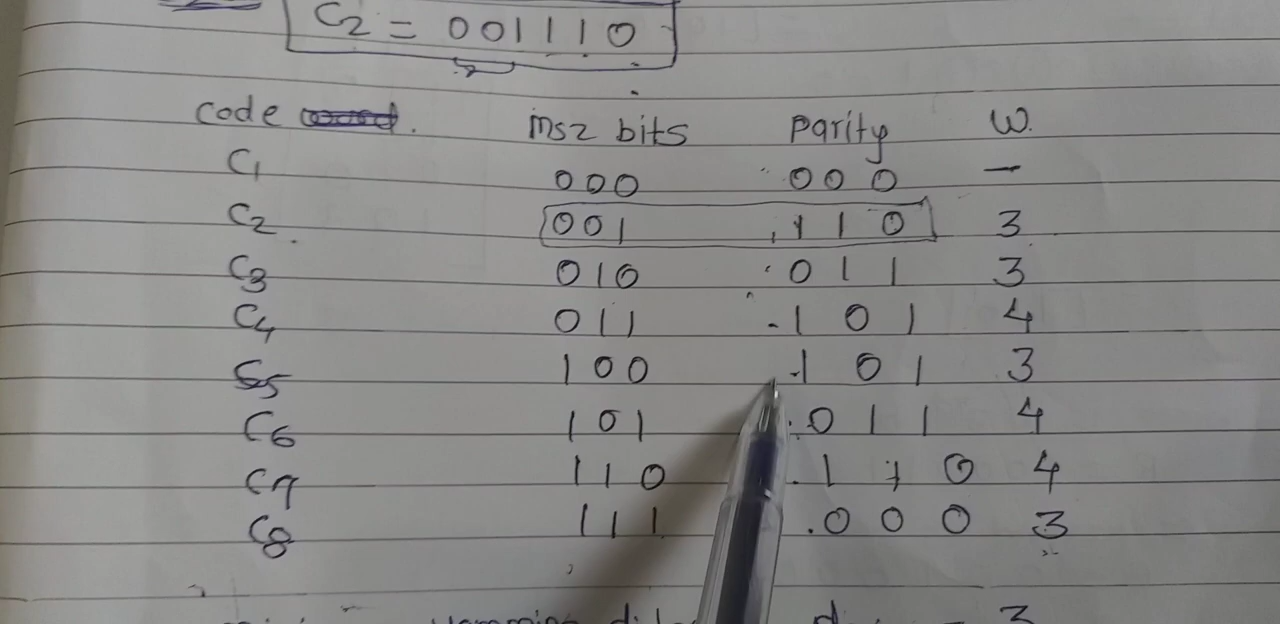 C2 = 001110
code msz bits parity W.
C1 000 000 —
C2 001 110 3
C3 010 011 3
C4 011 101 4
C5 100 101 3
C6 101 011 4
C7 110 110 4
C8 111 000 3
3